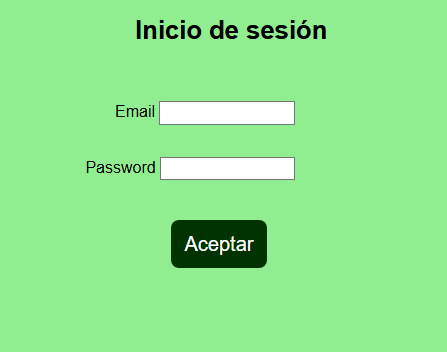 Inicio de sesión
Email
Password
Aceptar